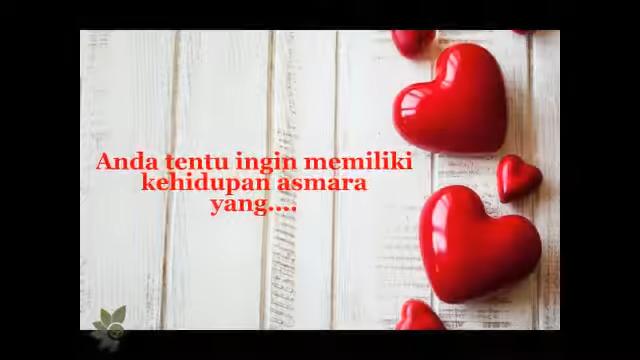 Anda tentu ingin memiliki
kehidupan asmara
yang....